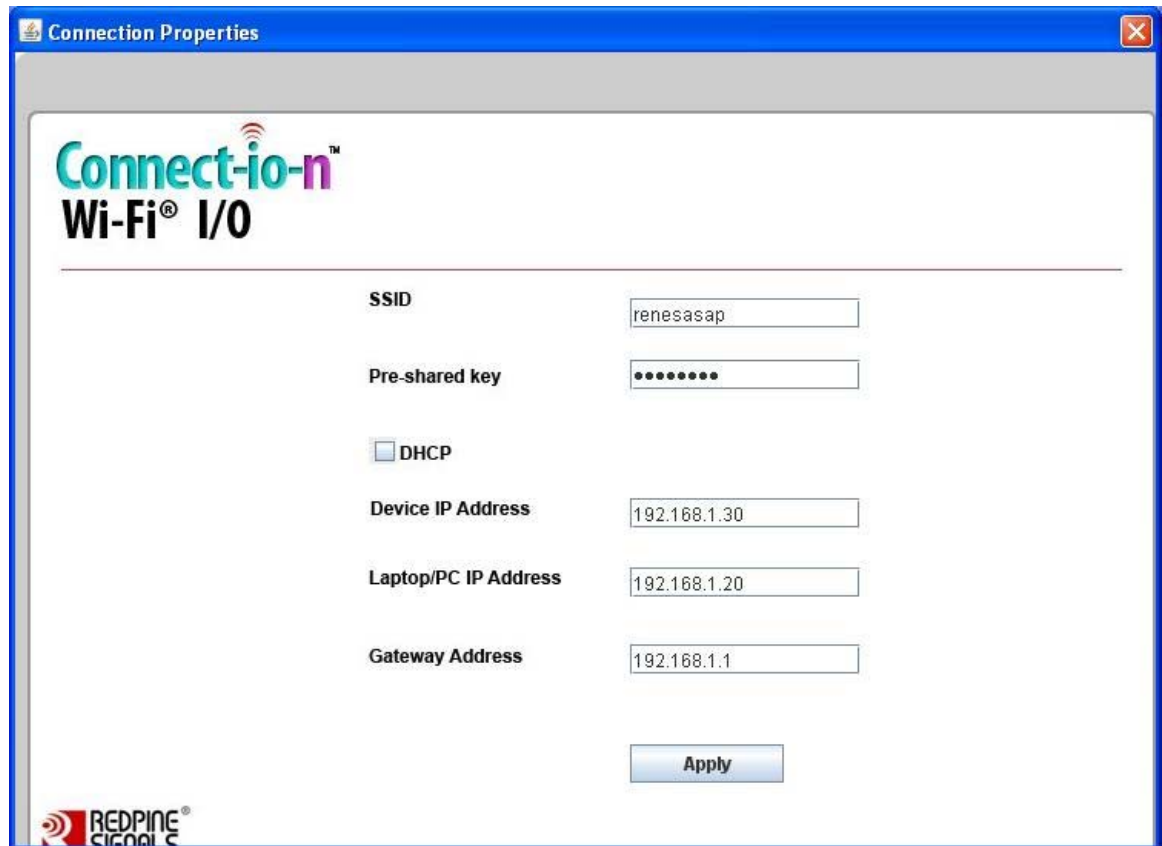 Connection Properties
Connect-io-n™
Wi-Fi® I/O
SSID
renesasap
Pre-shared key
••••••••
DHCP
Device IP Address
192.168.1.30
Laptop/PC IP Address
192.168.1.20
Gateway Address
192.168.1.1
Apply
REDPINE®
SIGNALS